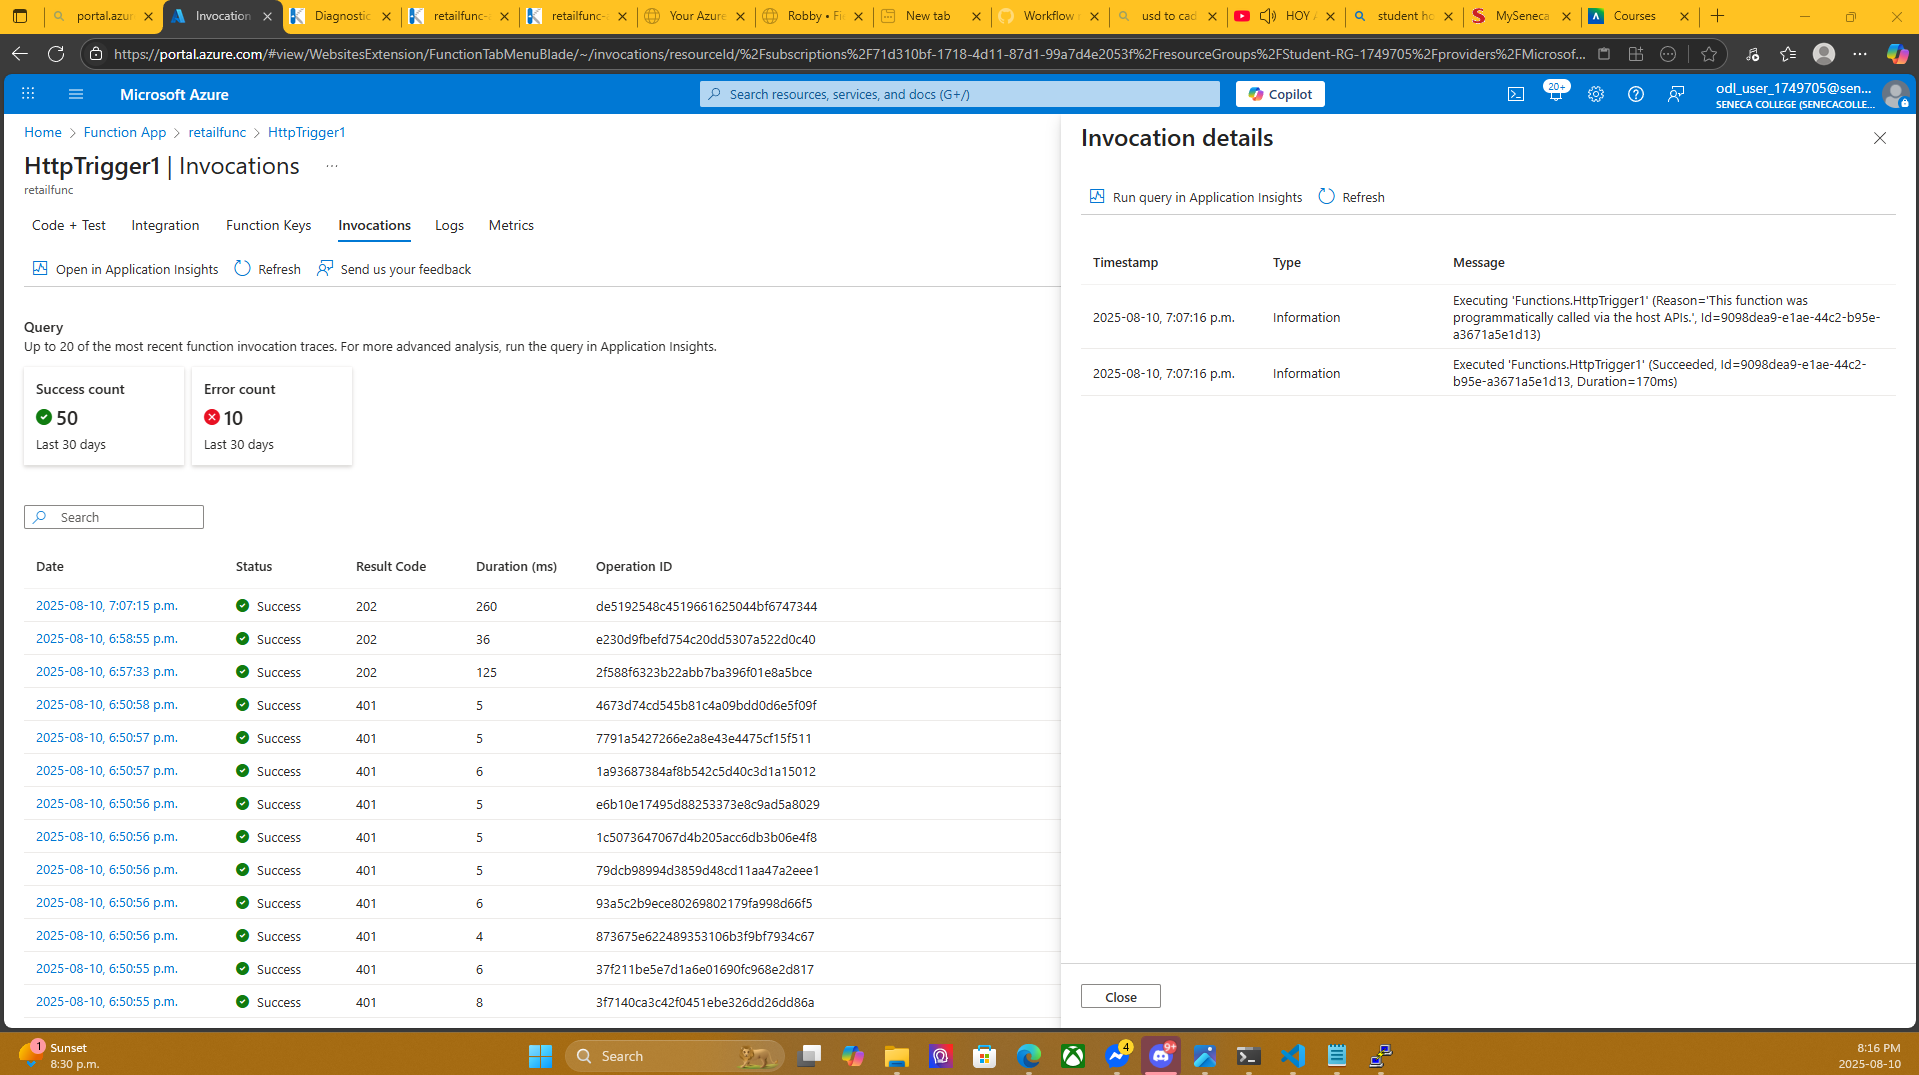 portal.azur
Invocation
Diagnostic
retailfunc-
retailfunc-
Your Azure
Robby • Fi
New tab
Workflow r
usd to cad
HOY
student ho
MySeneca
Courses
https://portal.azure.com/#view/WebsitesExtension/FunctionTabMenuBlade/~/invocations/resourceId/%2Fsubscriptions%2F71d310bf-1718-4d11-87d1-99a7d4e2053f%2FresourceGroups%2FStudent-RG-1749705%2Fproviders%2FMicrosof...
Microsoft Azure
Search resources, services, and docs (G+/)
Copilot
20+
odl_user_1749705@sen...
SENECA COLLEGE (SENECACOLLE...
Home > Function App > retailfunc > HttpTrigger1
HttpTrigger1 | Invocations ...
retailfunc
Code + Test Integration Function Keys Invocations Logs Metrics
Open in Application Insights Refresh Send us your feedback
Query
Up to 20 of the most recent function invocation traces. For more advanced analysis, run the query in Application Insights.
Success count
50
Last 30 days
Error count
10
Last 30 days
Search
Date Status Result Code Duration (ms) Operation ID
2025-08-10, 7:07:15 p.m. Success 202 260 de5192548c4519661625044bf6747344
2025-08-10, 6:58:55 p.m. Success 202 36 e230d9fbefd754c20dd5307a522d0c40
2025-08-10, 6:57:33 p.m. Success 202 125 2f588f6323b22abb7ba396f01e8a5bce
2025-08-10, 6:50:58 p.m. Success 401 5 4673d74cd545b81c4a09bdd0d6e5f09f
2025-08-10, 6:50:57 p.m. Success 401 5 7791a5427266e2a8e43e4475cf15f511
2025-08-10, 6:50:57 p.m. Success 401 6 1a93687384af8b542c5d40c3d1a15012
2025-08-10, 6:50:56 p.m. Success 401 5 e6b10e17495d88253373e8c9ad5a8029
2025-08-10, 6:50:56 p.m. Success 401 5 1c5073647067d4b205acc6db3b06e4f8
2025-08-10, 6:50:56 p.m. Success 401 5 79dcb98994d3859d48cd11aa47a2eee1
2025-08-10, 6:50:56 p.m. Success 401 6 93a5c2b9ece80269802179fa998d66f5
2025-08-10, 6:50:56 p.m. Success 401 4 873675e622489353106b3f9bf7934c67
2025-08-10, 6:50:55 p.m. Success 401 6 37f211be5e7d1a6e01690fc968e2d817
2025-08-10, 6:50:55 p.m. Success 401 8 3f7140ca3c42f0451ebe326dd26dd86a
Invocation details
Run query in Application Insights Refresh
Timestamp Type Message
2025-08-10, 7:07:16 p.m. Information Executing 'Functions.HttpTrigger1' (Reason='This function was
programmatically called via the host APIs.', Id=9098dea9-e1ae-44c2-b95e-
a3671a5e1d13)
2025-08-10, 7:07:16 p.m. Information Executed 'Functions.HttpTrigger1' (Succeeded, Id=9098dea9-e1ae-44c2-
b95e-a3671a5e1d13, Duration=170ms)
Close
1
Sunset
8:30 p.m.
Search
4
9+
8:16 PM
2025-08-10